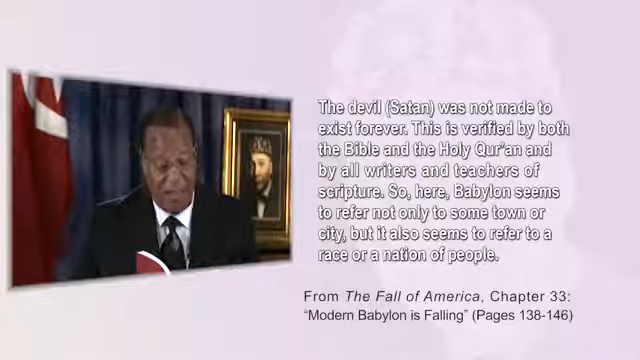 The devil (Satan) was not made to
exist forever. This is verified by both
the Bible and the Holy Qur'an and
by all writers and teachers of
scripture. So, here, Babylon seems
to refer not only to some town or
city, but it also seems to refer to a
race or a nation of people.
From The Fall of America, Chapter 33:
“Modern Babylon is Falling” (Pages 138-146)